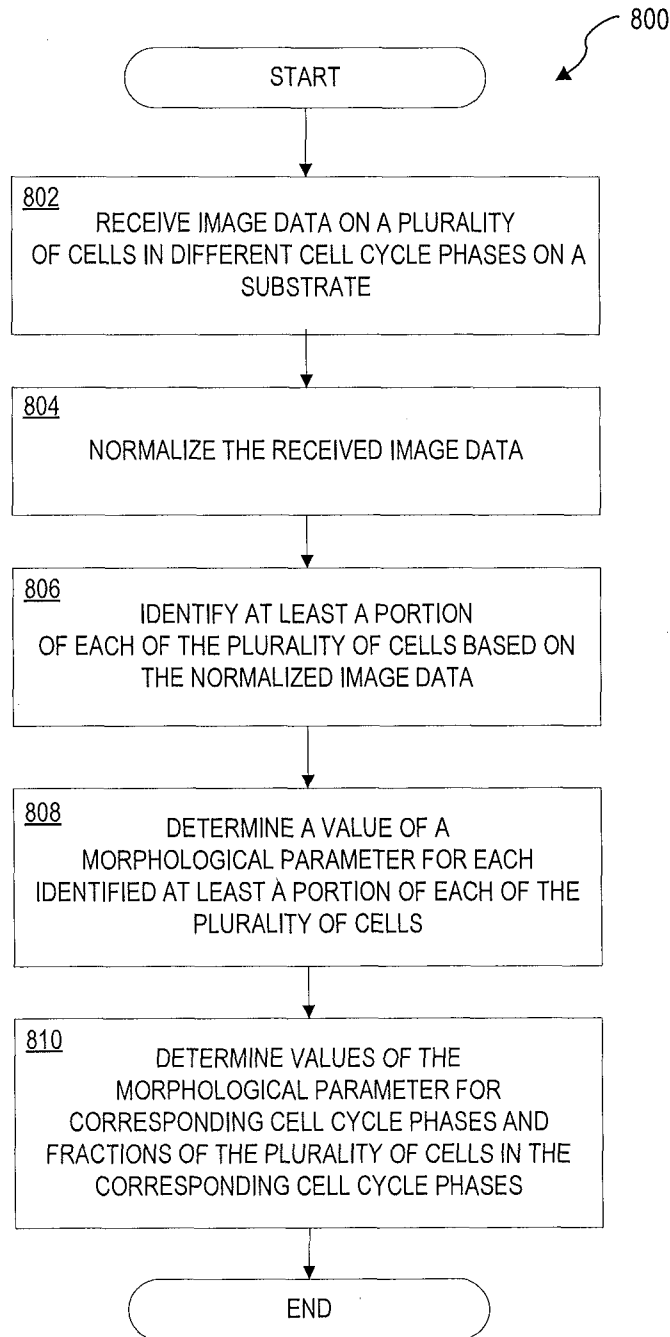 800
START
802
RECEIVE IMAGE DATA ON A PLURALITY
OF CELLS IN DIFFERENT CELL CYCLE PHASES ON A
SUBSTRATE
804
NORMALIZE THE RECEIVED IMAGE DATA
806
IDENTIFY AT LEAST A PORTION
OF EACH OF THE PLURALITY OF CELLS BASED ON
THE NORMALIZED IMAGE DATA
808
DETERMINE A VALUE OF A
MORPHOLOGICAL PARAMETER FOR EACH
IDENTIFIED AT LEAST A PORTION OF EACH OF THE
PLURALITY OF CELLS
810
DETERMINE VALUES OF THE
MORPHOLOGICAL PARAMETER FOR
CORRESPONDING CELL CYCLE PHASES AND
FRACTIONS OF THE PLURALITY OF CELLS IN THE
CORRESPONDING CELL CYCLE PHASES
END